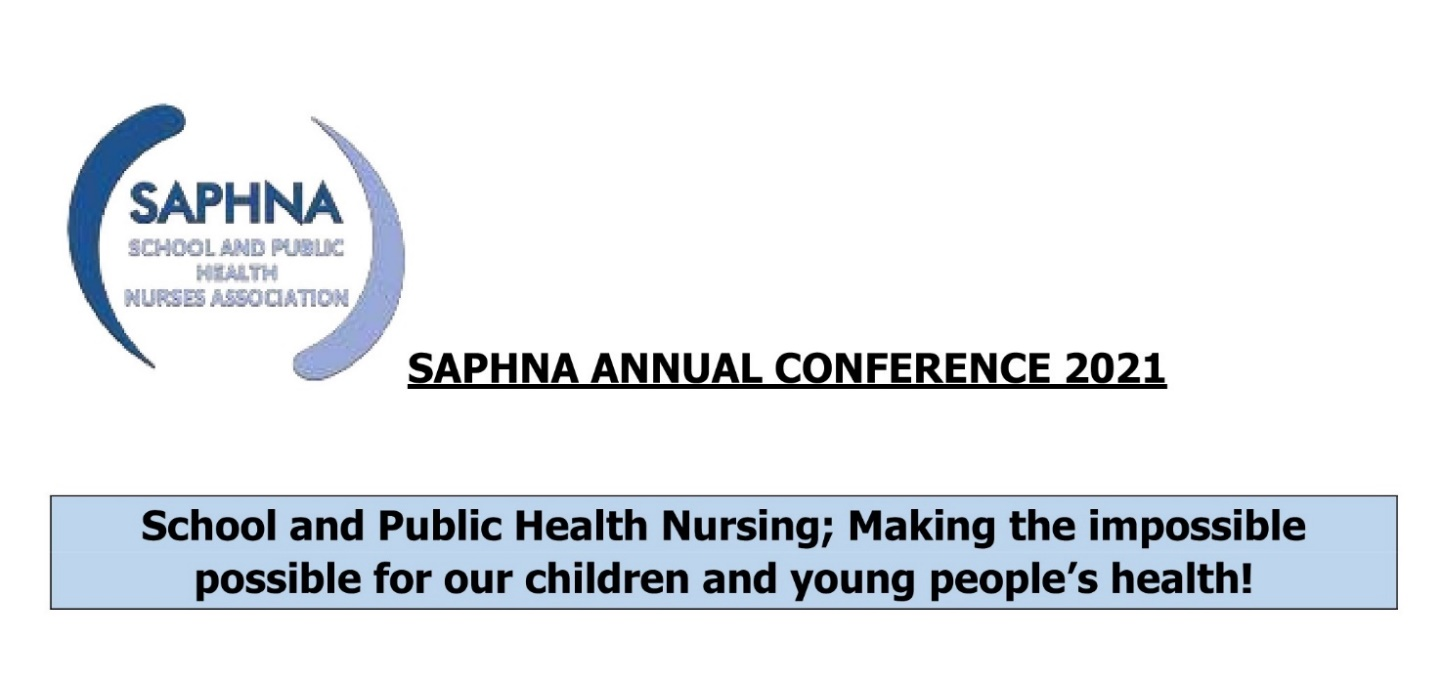 SAPHNA
SCHOOL AND PUBLIC
HEALTH
NURSES ASSOCIATION
SAPHNA ANNUAL CONFERENCE 2021
School and Public Health Nursing; Making the impossible
possible for our children and young people’s health!